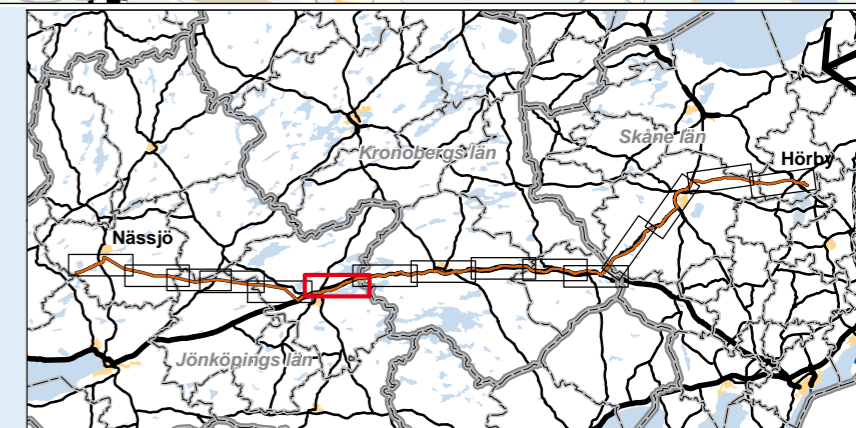 Skåne län
Kronobergs län
Hörby
Nässjö
Jönköpings län